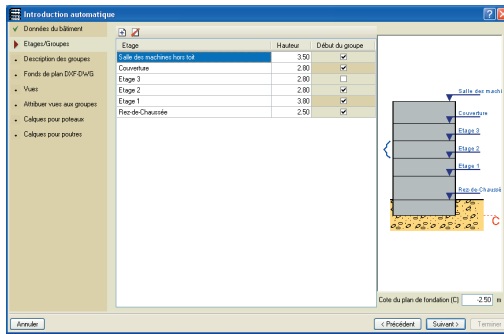 Introduction automatique
Données du bâtiment
Etages/Groupes
Description des groupes
Fonds de plan DXF-DWG
Vues
Attribuer vues aux groupes
Calques pour poteaux
Calques pour poutres
Etage Hauteur Début du groupe
Salle des machines hors toit 3.50
Couverture 2.80
Etage 3 2.80
Etage 2 2.80
Etage 1 3.80
Rez-de-Chaussée 2.50
Salle des machi
Couverture
Etage 3
Etage 2
Etage 1
Rez-de-Chaussé
C
Cote du plan de fondation (C) -2.50 m
Annuler < Précédent Suivant > Terminer